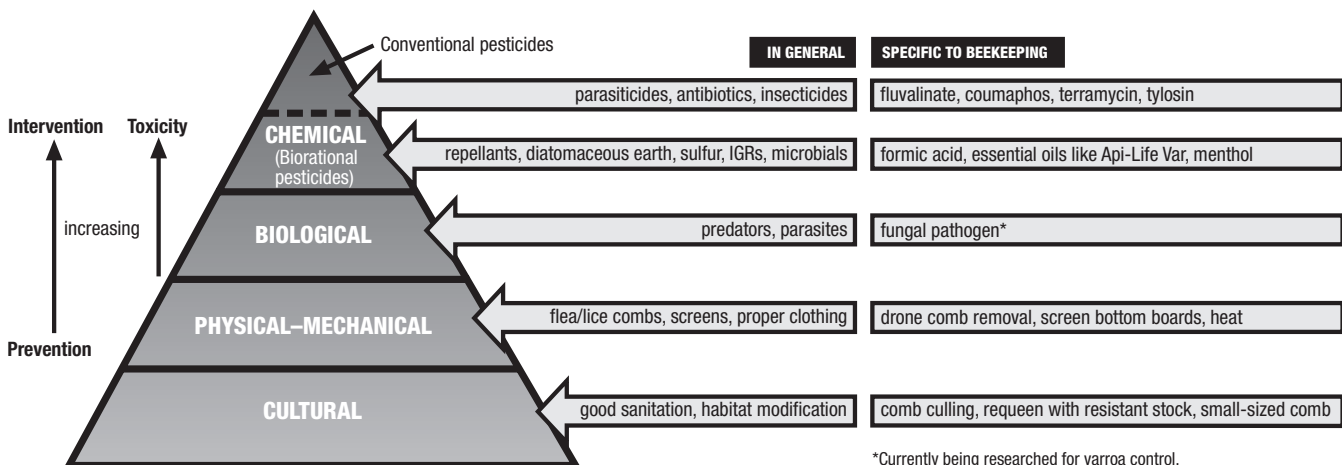 Conventional pesticides
IN GENERAL
SPECIFIC TO BEEKEEPING
parasiticides, antibiotics, insecticides
fluvalinate, coumaphos, terramycin, tylosin
Intervention
Toxicity
CHEMICAL
(Biorational
pesticides)
repellants, diatomaceous earth, sulfur, IGRs, microbials
formic acid, essential oils like Api-Life Var, menthol
increasing
BIOLOGICAL
predators, parasites
fungal pathogen*
PHYSICAL–MECHANICAL
flea/lice combs, screens, proper clothing
drone comb removal, screen bottom boards, heat
Prevention
CULTURAL
good sanitation, habitat modification
comb culling, requeen with resistant stock, small-sized comb
*Currently being researched for varroa control.